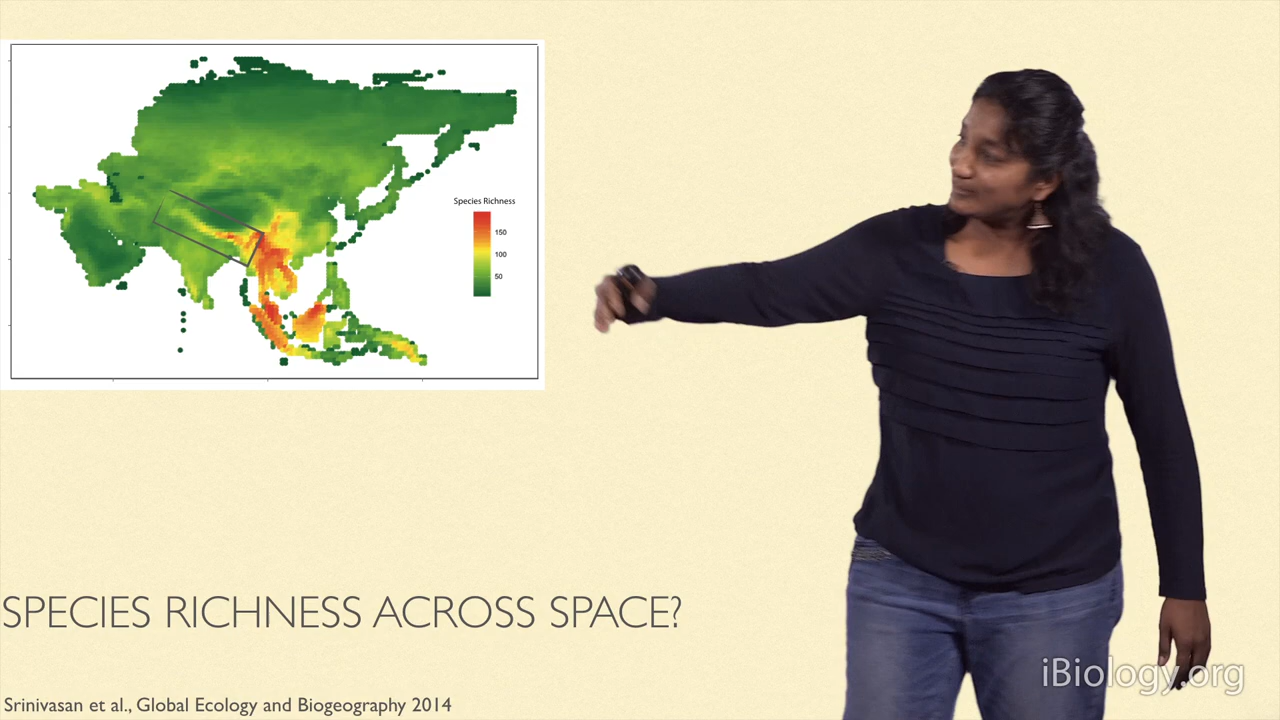 Species Richness
150
100
50
SPECIES RICHNESS ACROSS SPACE?
Srinivasan et al., Global Ecology and Biogeography 2014
iBiology.org